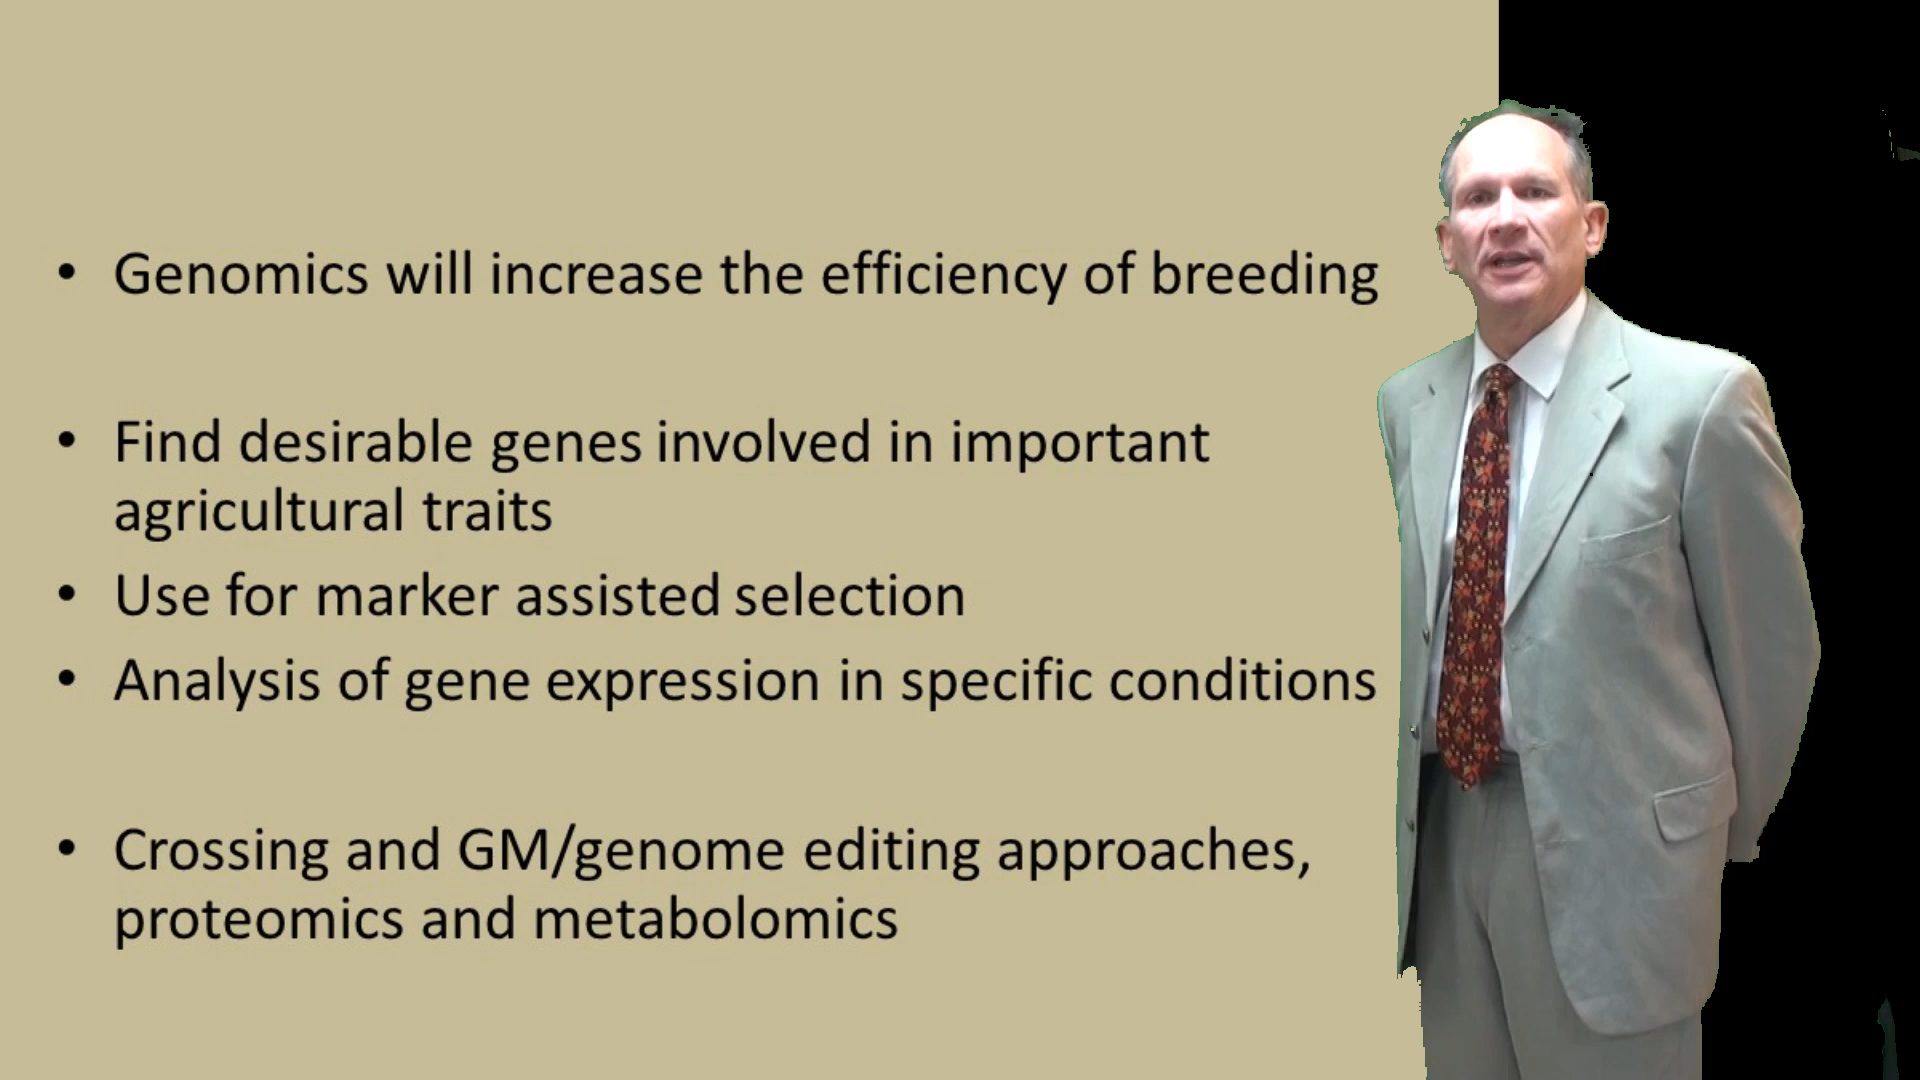 • Genomics will increase the efficiency of breeding
• Find desirable genes involved in important
agricultural traits
• Use for marker assisted selection
• Analysis of gene expression in specific conditions
• Crossing and GM/genome editing approaches,
proteomics and metabolomics